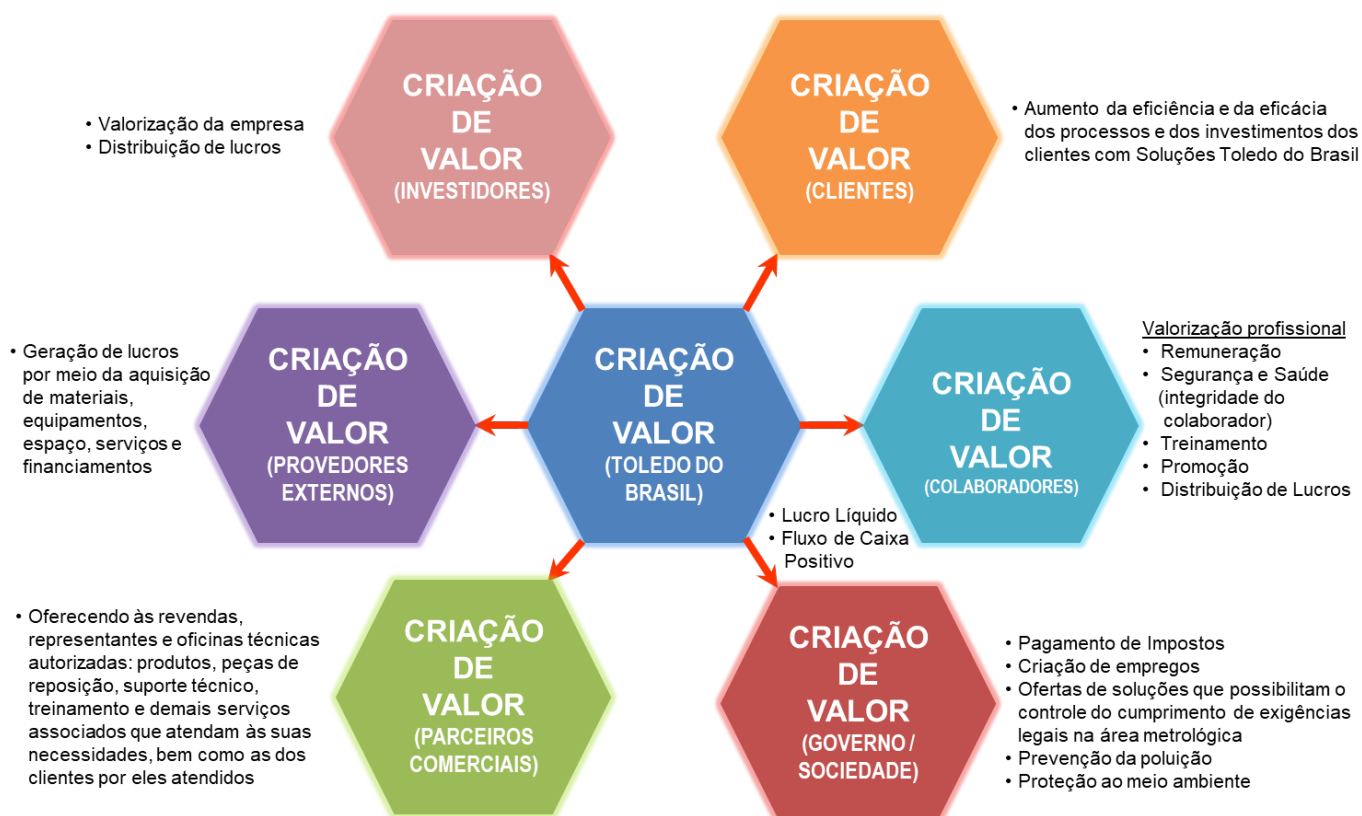 CRIAÇÃO
DE
VALOR
(INVESTIDORES)
• Valorização da empresa
• Distribuição de lucros
CRIAÇÃO
DE
VALOR
(CLIENTES)
• Aumento da eficiência e da eficácia
dos processos e dos investimentos dos
clientes com Soluções Toledo do Brasil
• Geração de lucros
por meio da aquisição
de materiais,
equipamentos,
espaço, serviços e
financiamentos
CRIAÇÃO
DE
VALOR
(PROVEDORES
EXTERNOS)
CRIAÇÃO
DE
VALOR
(TOLEDO DO
BRASIL)
• Lucro Líquido
• Fluxo de Caixa
Positivo
CRIAÇÃO
DE
VALOR
(COLABORADORES)
Valorização profissional
• Remuneração
• Segurança e Saúde
(integridade do
colaborador)
• Treinamento
• Promoção
• Distribuição de Lucros
• Oferecendo às revendas,
representantes e oficinas técnicas
autorizadas: produtos, peças de
reposição, suporte técnico,
treinamento e demais serviços
associados que atendam às suas
necessidades, bem como as dos
clientes por eles atendidos
CRIAÇÃO
DE
VALOR
(PARCEIROS
COMERCIAIS)
CRIAÇÃO
DE
VALOR
(GOVERNO /
SOCIEDADE)
• Pagamento de Impostos
• Criação de empregos
• Ofertas de soluções que possibilitam o
controle do cumprimento de exigências
legais na área metrológica
• Prevenção da poluição
• Proteção ao meio ambiente